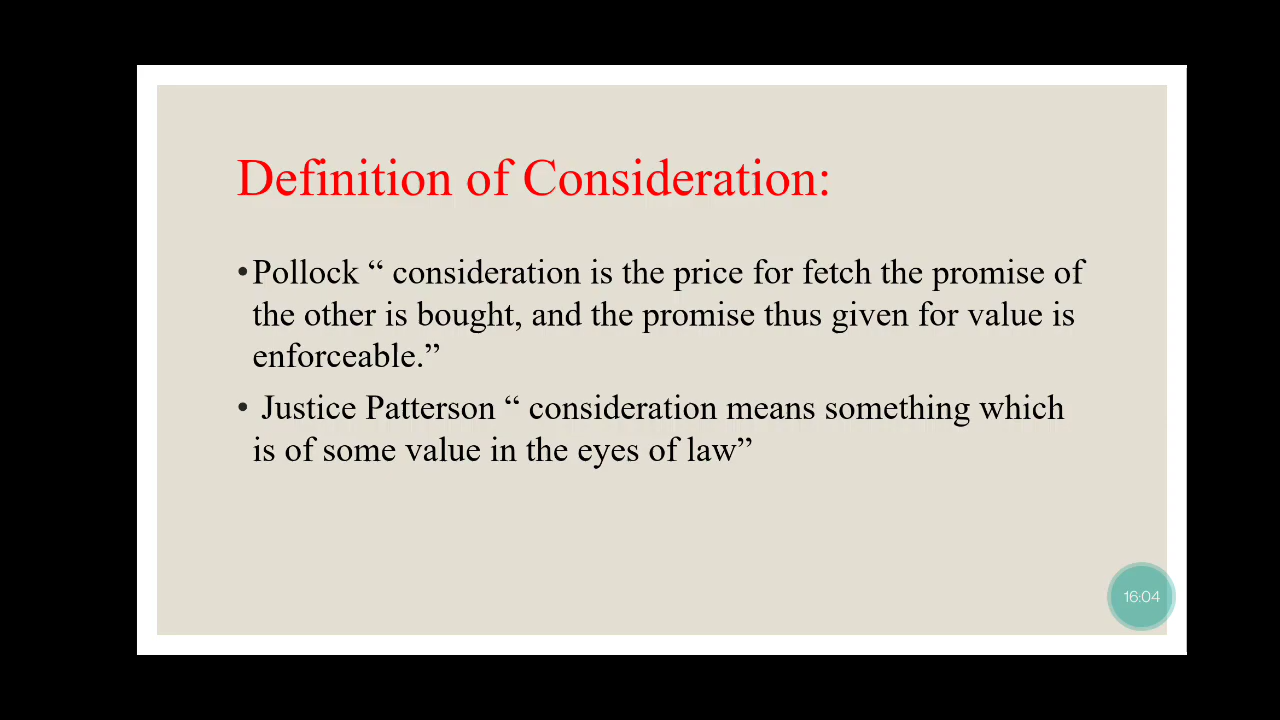 Definition of Consideration:
•Pollock “ consideration is the price for fetch the promise of
the other is bought, and the promise thus given for value is
enforceable.”
• Justice Patterson “ consideration means something which
is of some value in the eyes of law”
16:04